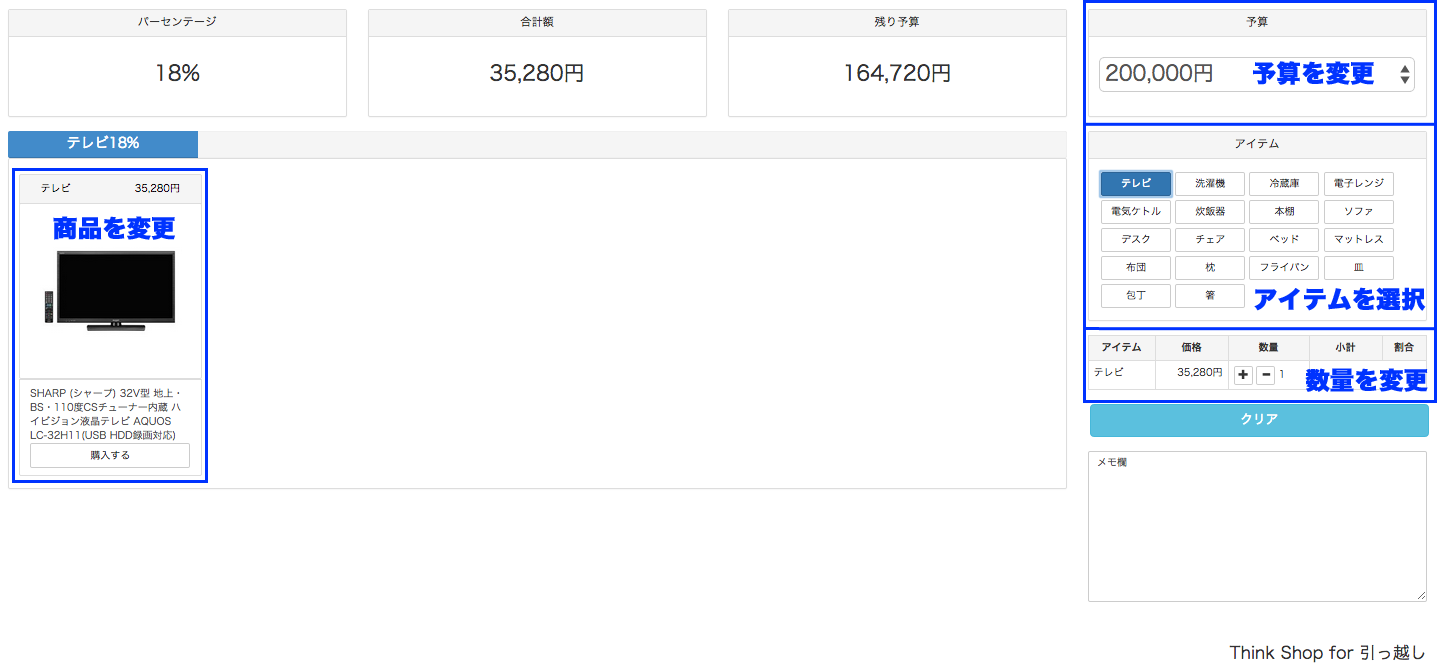 パーセンテージ
18%
合計額
35,280円
残り予算
164,720円
予算
200,000円
予算を変更
テレビ18%
テレビ 35,280円
商品を変更
SHARP (シャープ) 32V型 地上・
BS・110度CSチューナー内蔵 ハ
イビジョン液晶テレビ AQUOS
LC-32H11(USB HDD録画対応)
購入する
アイテム
テレビ 洗濯機 冷蔵庫 電子レンジ
電気ケトル 炊飯器 本棚 ソファ
デスク チェア ベッド マットレス
布団 枕 フライパン 皿
包丁 箸
アイテムを選択
アイテム 価格 数量 小計 割合
テレビ 35,280円 + − 1
数量を変更
クリア
メモ欄
Think Shop for 引っ越し